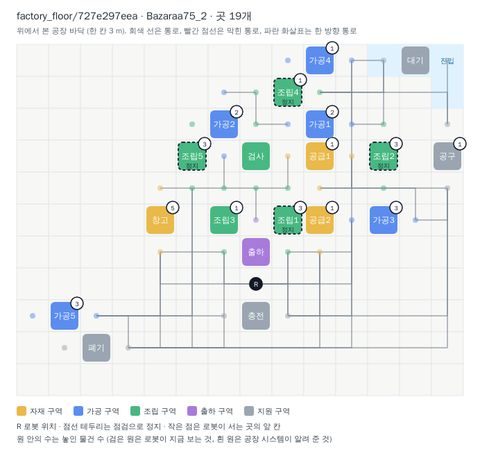 factory_floor/727e297eea · Bazaraa75_2 · 곳 19개
위에서 본 공장 바닥 (한 칸 3 m). 회색 선은 통로, 빨간 점선은 막힌 통로, 파란 화살표는 한 방향 통로
가공4 1 대기 진입
조립4 1 정지
가공2 2 가공1 2
조립5 3 정지 검사 공급1 1 조립2 3 정지 공구 1
창고 5 조립3 1 조립1 3 정지 공급2 1 가공3 3
출하
R
가공5 3 충전
폐기
자재 구역 가공 구역 조립 구역 출하 구역 지원 구역
R 로봇 위치 · 점선 테두리는 점검으로 정지 · 작은 점은 로봇이 서는 곳의 앞 칸
원 안의 수는 놓인 물건 수 (검은 원은 로봇이 지금 보는 것, 흰 원은 공장 시스템이 알려 준 것)